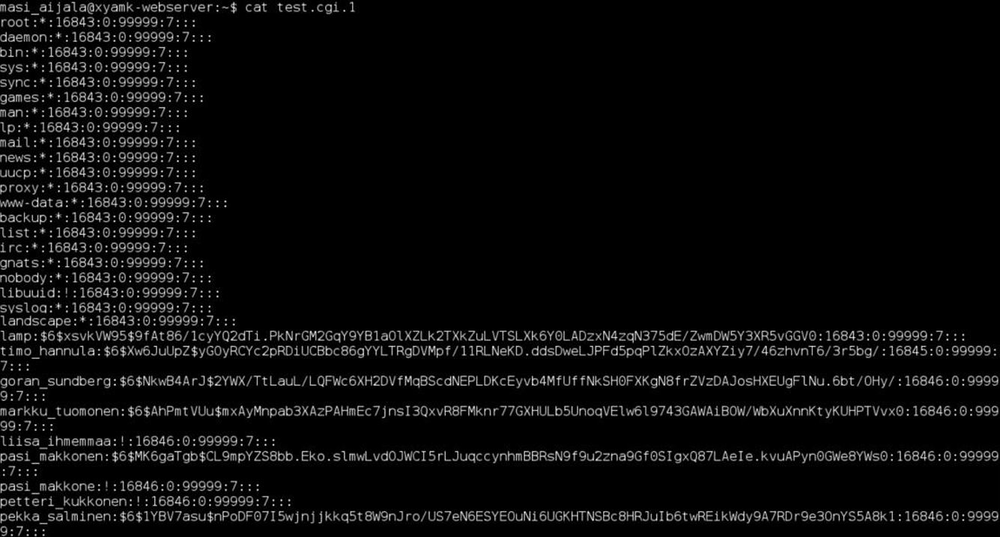 masi_aijala@xyamk-webserver:~$ cat test.cgi.1
root:*:16843:0:99999:7:::
daemon:*:16843:0:99999:7:::
bin:*:16843:0:99999:7:::
sys:*:16843:0:99999:7:::
sync:*:16843:0:99999:7:::
games:*:16843:0:99999:7:::
man:*:16843:0:99999:7:::
lp:*:16843:0:99999:7:::
mail:*:16843:0:99999:7:::
news:*:16843:0:99999:7:::
uucp:*:16843:0:99999:7:::
proxy:*:16843:0:99999:7:::
www-data:*:16843:0:99999:7:::
backup:*:16843:0:99999:7:::
list:*:16843:0:99999:7:::
irc:*:16843:0:99999:7:::
gnats:*:16843:0:99999:7:::
nobody:*:16843:0:99999:7:::
libuuid:!:16843:0:99999:7:::
syslog:*:16843:0:99999:7:::
landscape:*:16843:0:99999:7:::
lamp:$6$xsvkVW95$9fAt86/1cyYQ2dTi.PkNrGM2GqY9YB1aOlXZLk2TXkZuLVTSLXk6Y0LADzxN4zqN375dE/ZwmDW5Y3XR5vGGV0:16843:0:99999:7:::
timo_hannula:$6$Xw6JuUpZ$yGOyRCYc2pRDiUCBbc86gYYLTRgDVMpf/11RLNeKD.ddsDweLJPFd5pqPlZkxOzAXYZiy7/46zhvnT6/3r5bg/:16845:0:99999:
7:::
goran_sundberg:$6$NkwB4ArJ$2YWX/TtLauL/LQFWc6XH2DVfMqBScdNEPLDKcEyvb4MfUffNkSH0FXKgN8frZVzDAJosHXEUgFlNu.6bt/OHy/:16846:0:9999
9:7:::
markku_tuomonen:$6$AhPmtVUu$mxAyMnpab3XAzPAHmEc7jnsI3QxvR8FMknr77GXHULb5UnoqVElw6l9743GAWAiBOW/WbXuXnnKtyKUHPTVvx0:16846:0:999
99:7:::
liisa_ihmemmaa:!:16846:0:99999:7:::
pasi_makkonen:$6$MK6gaTgb$CL9mpYZS8bb.Eko.slmwLvdOJWCI5rLJuqccynhmBBRsN9f9u2zna9Gf0SIgxQ87LAeIe.kvuAPyn0GWe8YWs0:16846:0:99999
:7:::
pasi_makkone:!:16846:0:99999:7:::
petteri_kukkonen:!:16846:0:99999:7:::
pekka_salminen:$6$1YBV7asu$nPoDF07I5wjnjjkkq5t8W9nJro/US7eN6ESYEOuNi6UGKHTNSBc8HRJuIb6twREikWdy9A7RDr9e3OnYS5A8k1:16846:0:9999
9:7:::